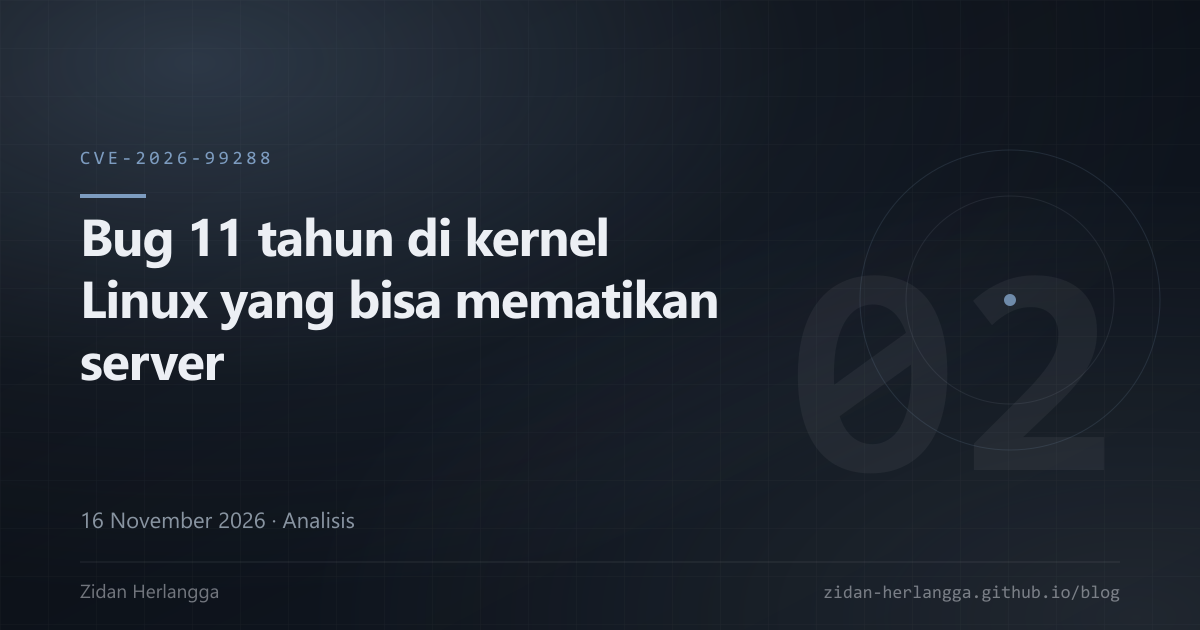 CVE-2026-99288
Bug 11 tahun di kernel
Linux yang bisa mematikan
server
02
16 November 2026 · Analisis
Zidan Herlangga
zidan-herlangga.github.io/blog